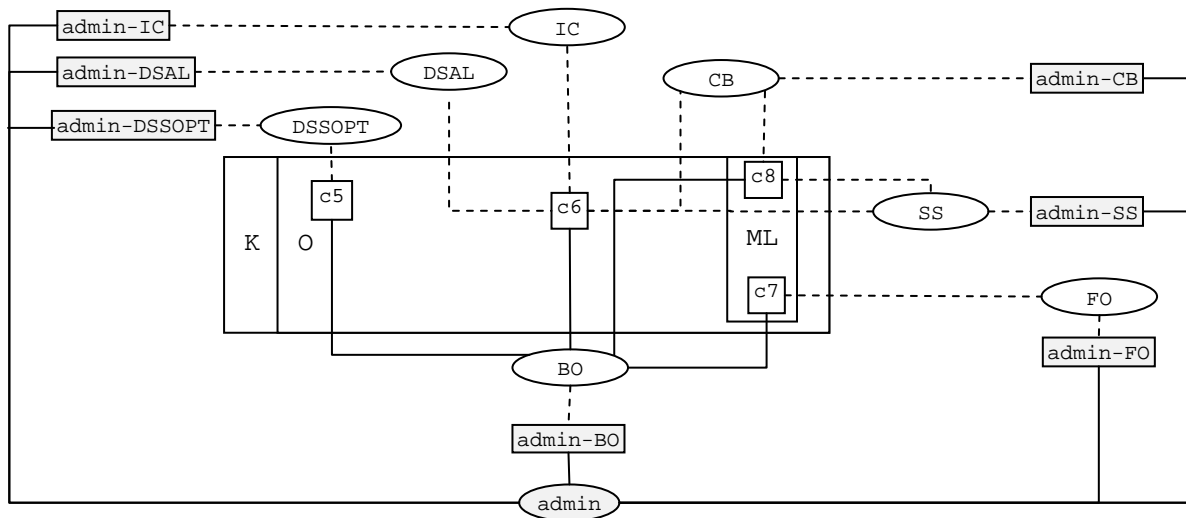 admin-IC
IC
admin-DSAL
DSAL
CB
admin-CB
admin-DSSOPT
DSSOPT
c5
c6
c8
SS
admin-SS
K
O
ML
c7
FO
BO
admin-FO
admin-BO
admin